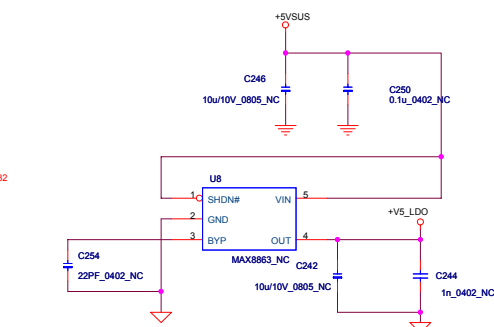 +5VSUS
C246
10u/10V_0805_NC
C250
0.1u_0402_NC
32
U8
1
SHDN#
VIN
5
2
GND
3
BYP
OUT
4
MAX8863_NC
+V5_LDO
C254
22PF_0402_NC
C242
10u/10V_0805_NC
C244
1n_0402_NC